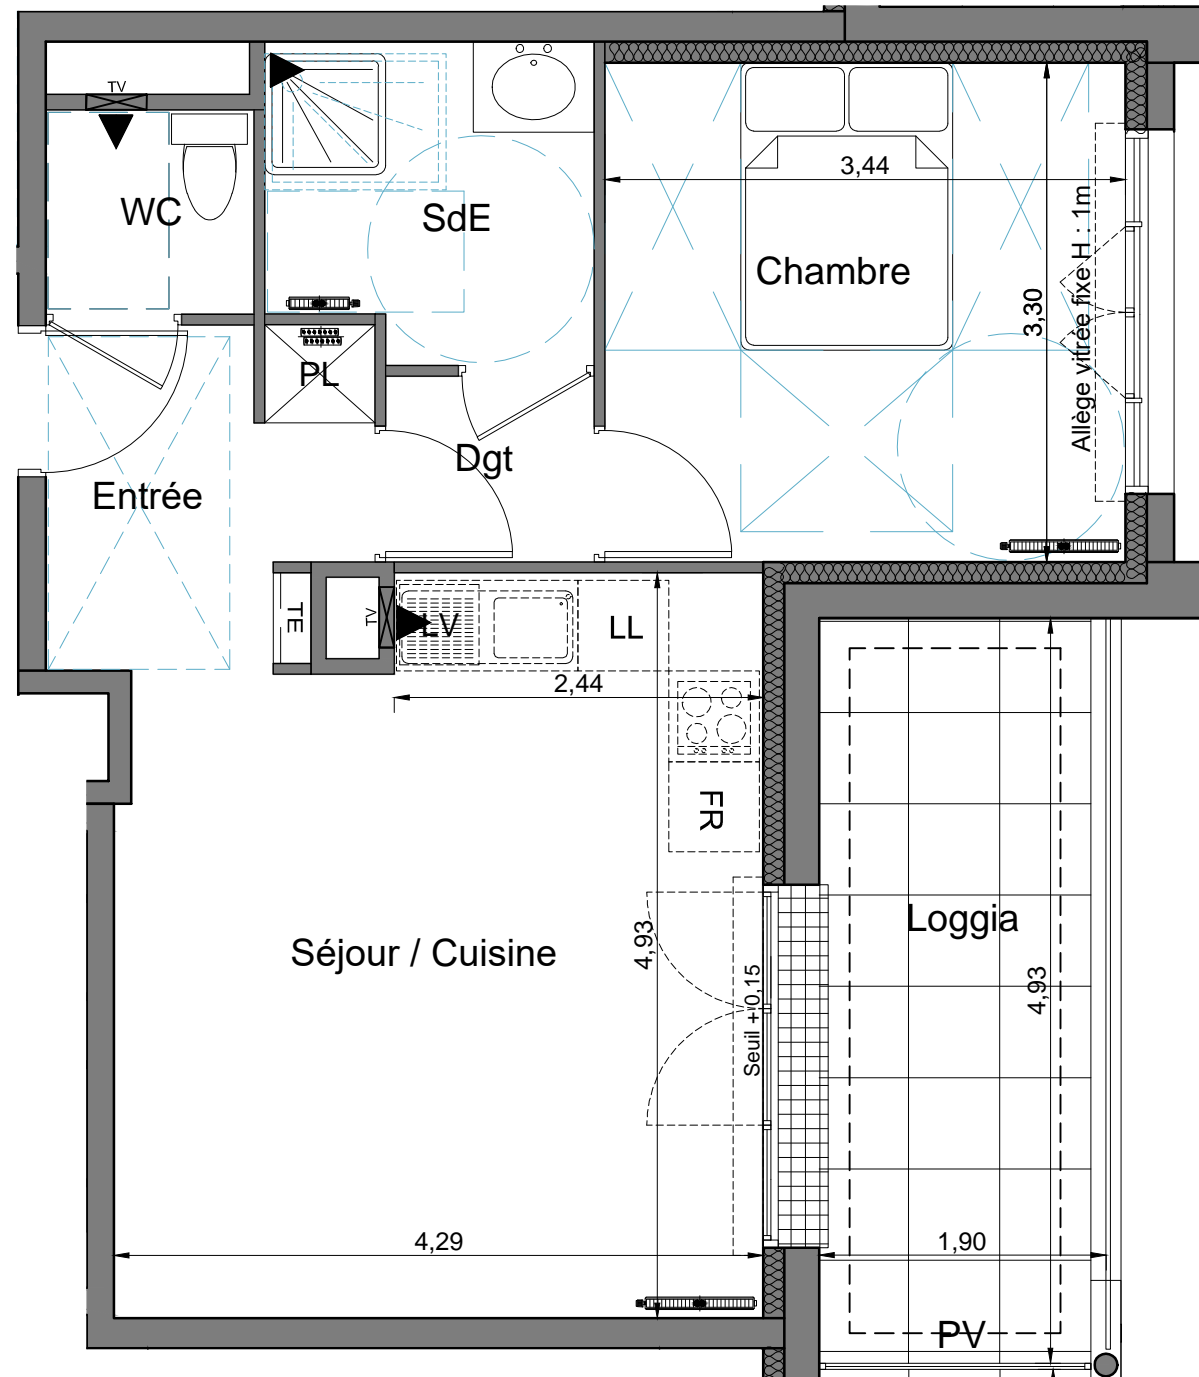 TV
WC
SdE
3,44
Chambre
3,30
Allège vitrée fixe H : 1m
PL
Dgt
Entrée
TE
TV
LV
LL
2,44
FR
Séjour / Cuisine
4,93
Seuil + 0,15
Loggia
4,93
4,29
1,90
PV